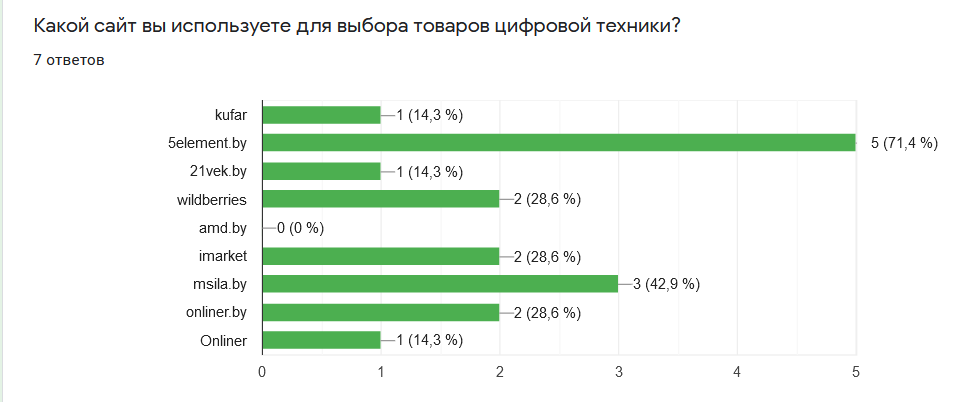 Какой сайт вы используете для выбора товаров цифровой техники?
7 ответов
kufar 1 (14,3 %)
5element.by 5 (71,4 %)
21vek.by 1 (14,3 %)
wildberries 2 (28,6 %)
amd.by 0 (0 %)
imarket 2 (28,6 %)
msila.by 3 (42,9 %)
onliner.by 2 (28,6 %)
Onliner 1 (14,3 %)
0 1 2 3 4 5